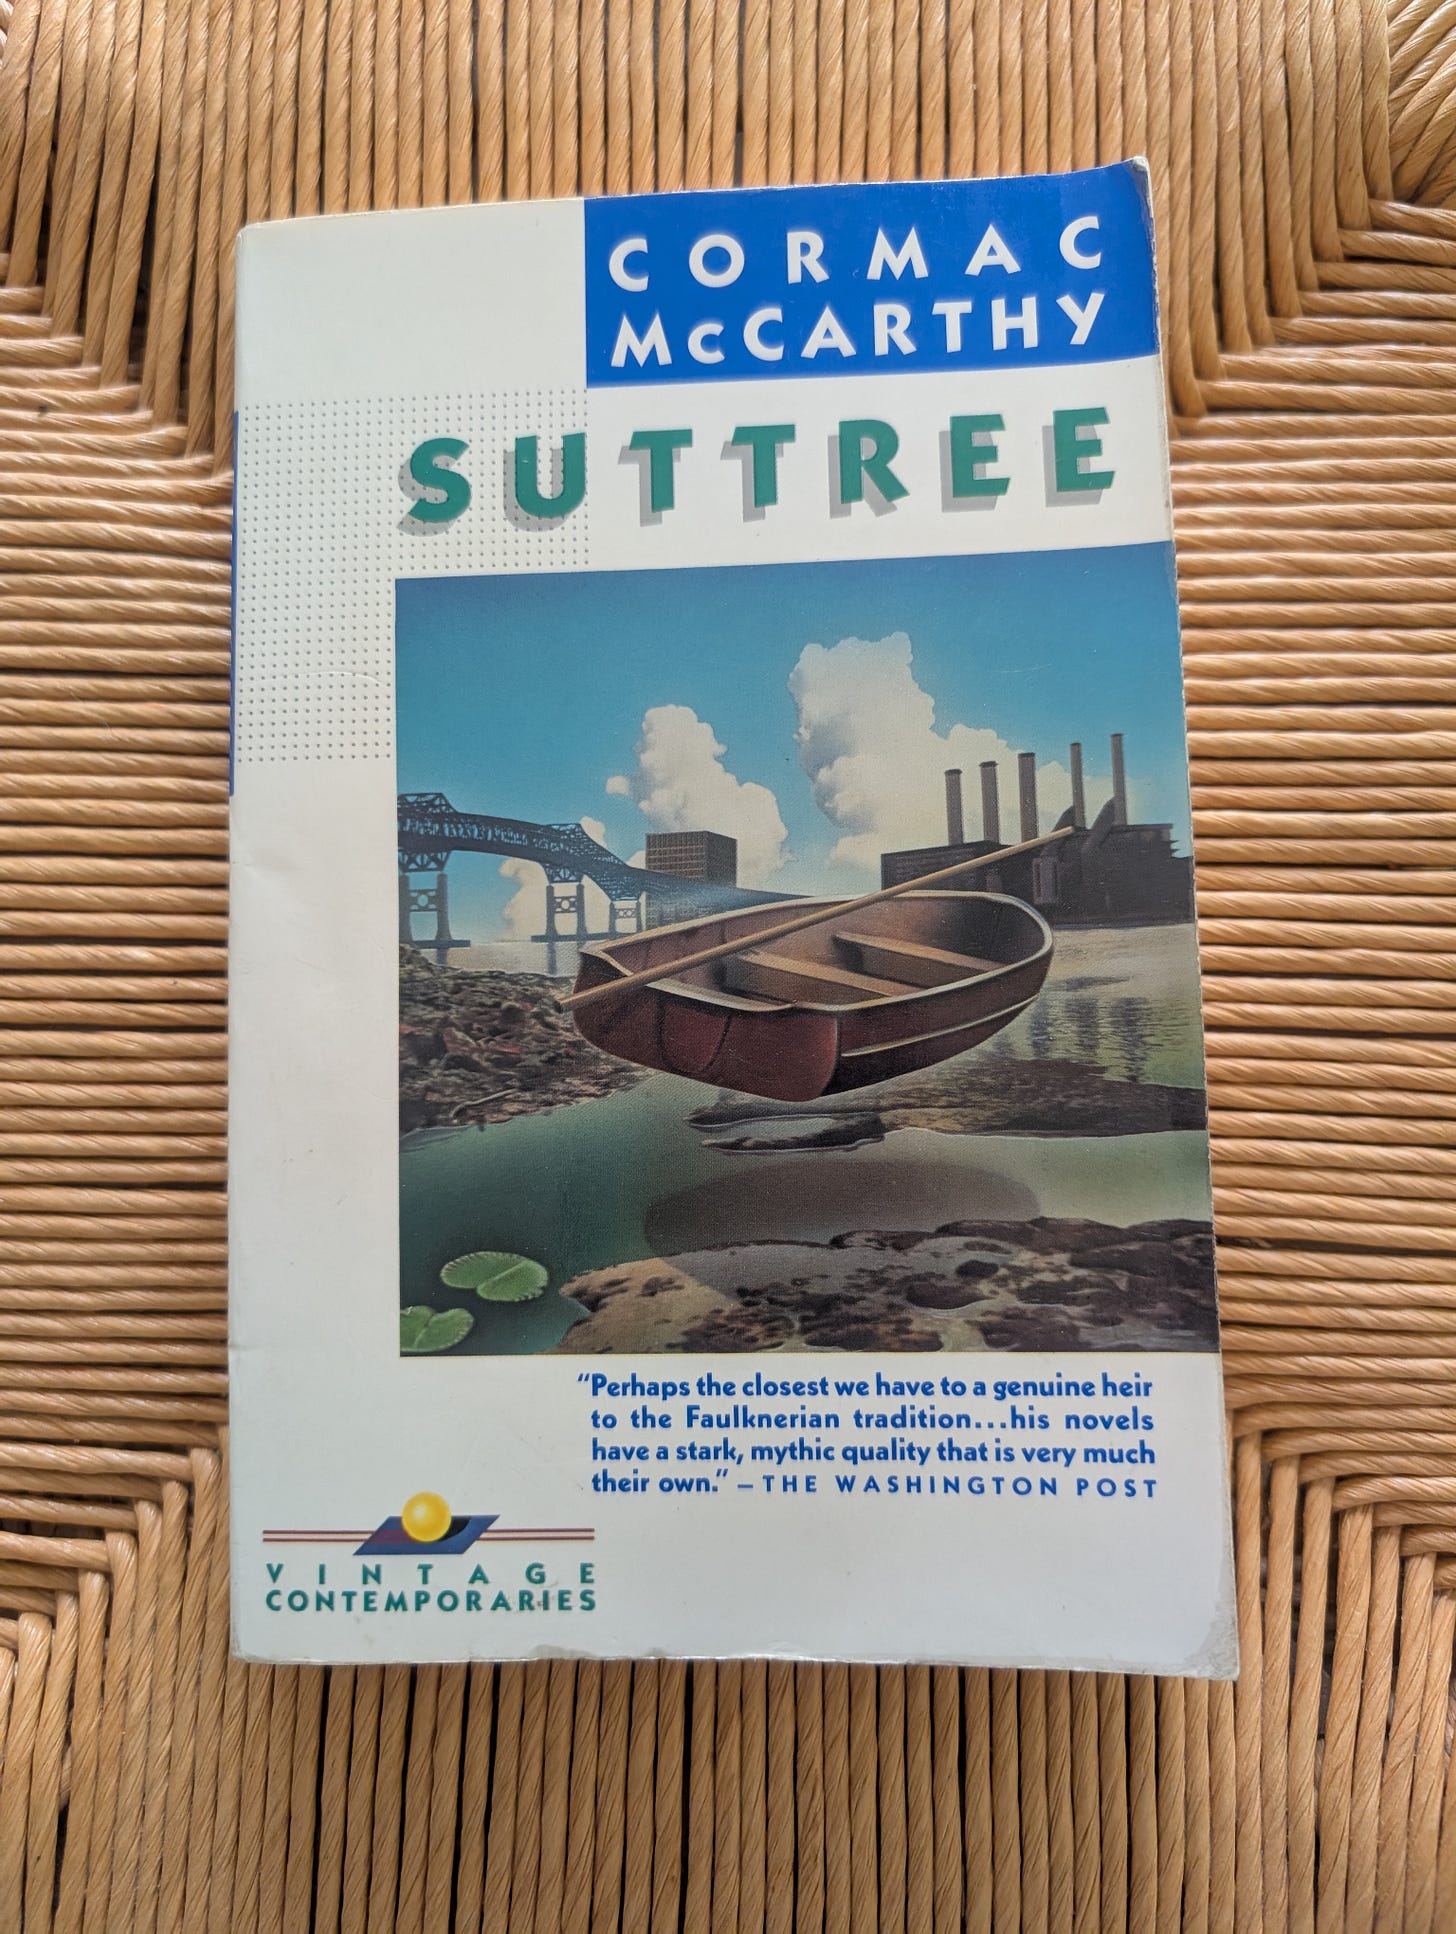 CORMAC
McCARTHY
SUTTREE
“Perhaps the closest we have to a genuine heir
to the Faulknerian tradition...his novels
have a stark, mythic quality that is very much
their own.” – THE WASHINGTON POST
VINTAGE
CONTEMPORARIES